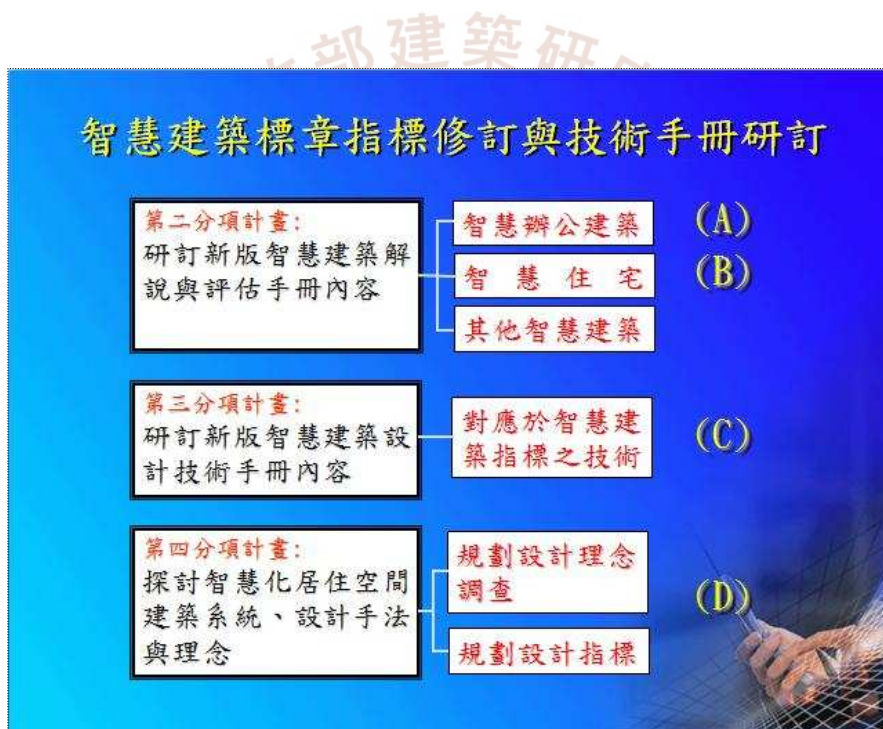 部建築研
智慧建築標章指標修訂與技術手冊研訂
第二分項計畫：
研訂新版智慧建築解
說與評估手冊內容
智慧辦公建築
(A)
智慧住宅
(B)
其他智慧建築
第三分項計畫：
研訂新版智慧建築設
計技術手冊內容
對應於智慧建
築指標之技術
(C)
第四分項計畫：
探討智慧化居住空間
建築系統、設計手法
與理念
規劃設計理念
調查
規劃設計指標
(D)